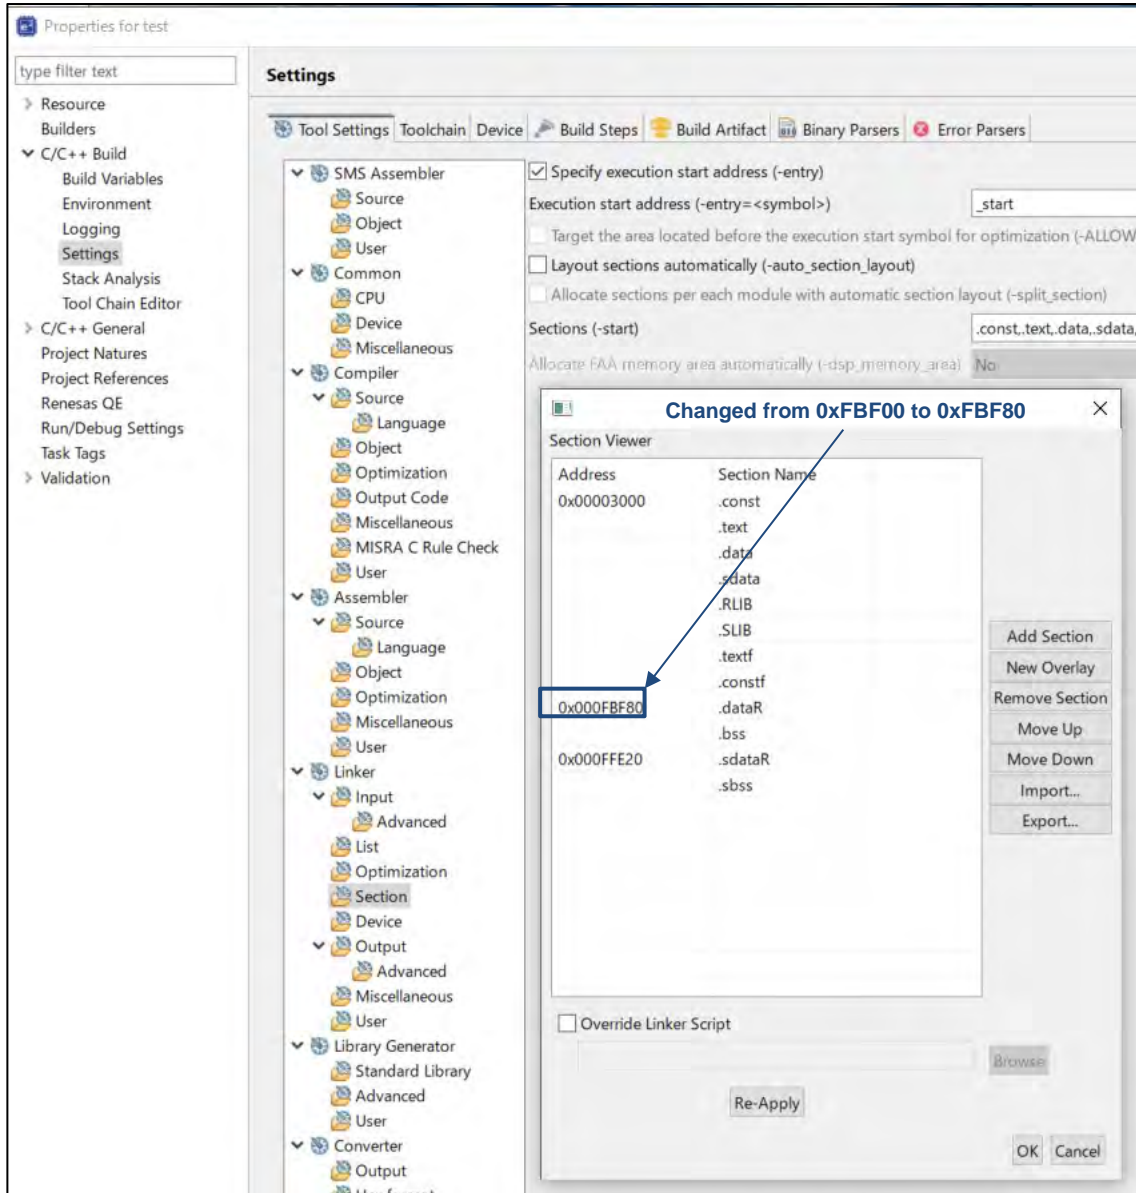 Properties for test
type filter text
Resource
Builders
C/C++ Build
Build Variables
Environment
Logging
Settings
Stack Analysis
Tool Chain Editor
C/C++ General
Project Natures
Project References
Renesas QE
Run/Debug Settings
Task Tags
Validation
Settings
Tool Settings Toolchain Device Build Steps Build Artifact Binary Parsers Error Parsers
SMS Assembler
Source
Object
User
Common
CPU
Device
Miscellaneous
Compiler
Source
Language
Object
Optimization
Output Code
Miscellaneous
MISRA C Rule Check
User
Assembler
Source
Language
Object
Optimization
Miscellaneous
User
Linker
Input
Advanced
List
Optimization
Section
Device
Output
Advanced
Miscellaneous
User
Library Generator
Standard Library
Advanced
User
Converter
Output
Specify execution start address (-entry)
Execution start address (-entry=<symbol>) _start
Target the area located before the execution start symbol for optimization (-ALLOW
Layout sections automatically (-auto_section_layout)
Allocate sections per each module with automatic section layout (-split_section)
Sections (-start) .const,.text,.data,.sdata,
Allocate FAA memory area automatically (-dsp_memory_area) No
Changed from 0xFBF00 to 0xFBF80
Section Viewer
Address Section Name
0x00003000 .const
.text
.data
.sdata
.RLIB
.SLIB
.textf
.constf
0x000FBF80 .dataR
.bss
0x000FFE20 .sdataR
.sbss
Add Section
New Overlay
Remove Section
Move Up
Move Down
Import...
Export...
Override Linker Script
Browse
Re-Apply
OK Cancel